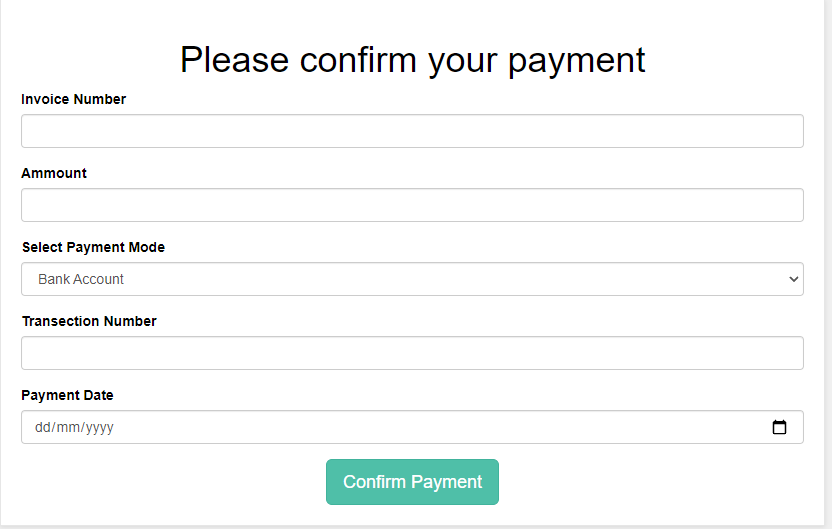 Please confirm your payment
Invoice Number
Ammount
Select Payment Mode
Bank Account
Transection Number
Payment Date
dd/mm/yyyy
Confirm Payment